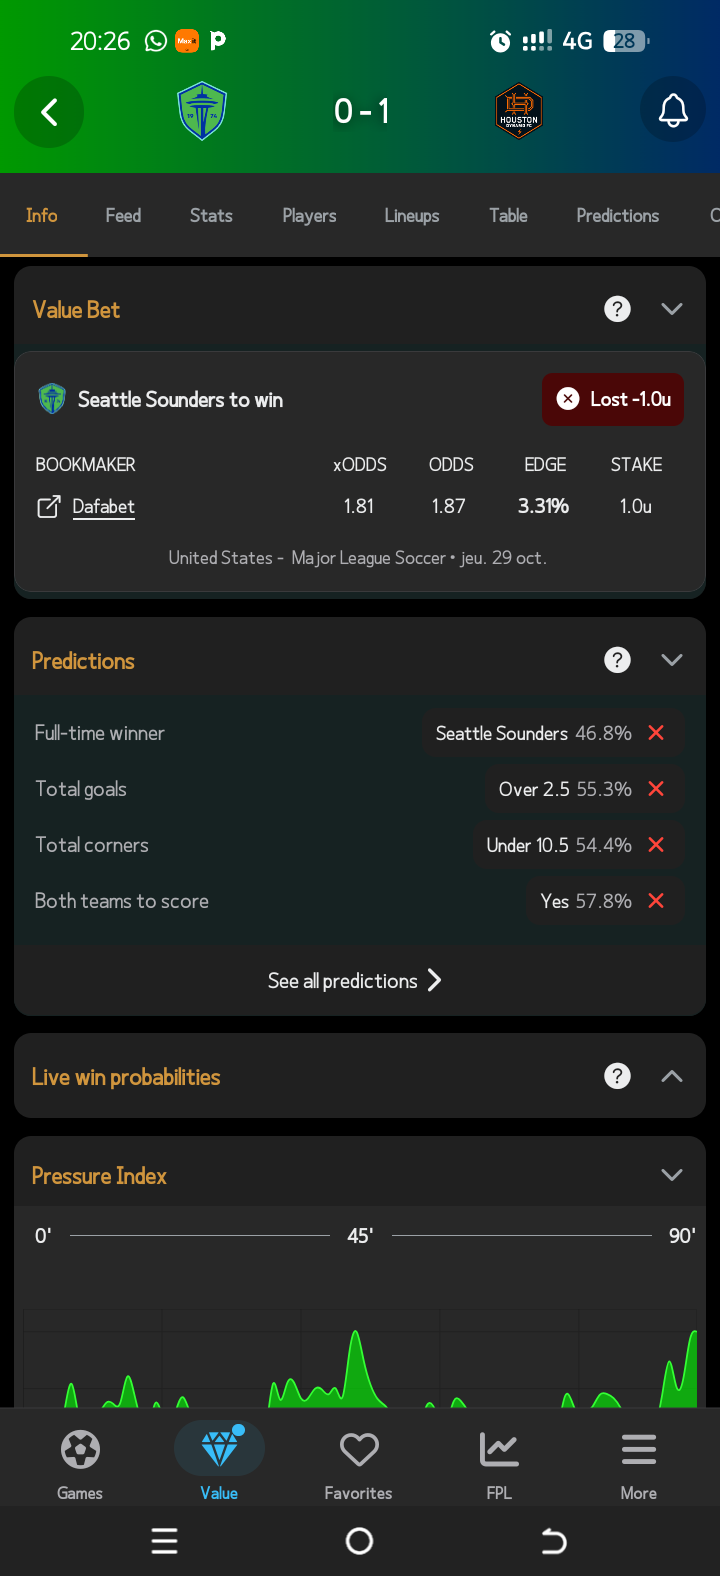 20:26 4G 28
0 - 1
19 74
HOUSTON
DYNAMO FC
Info Feed Stats Players Lineups Table Predictions
Value Bet ?
Seattle Sounders to win Lost -1.0u
BOOKMAKER xODDS ODDS EDGE STAKE
Dafabet 1.81 1.87 3.31% 1.0u
United States - Major League Soccer • jeu. 29 oct.
Predictions ?
Full-time winner Seattle Sounders 46.8%
Total goals Over 2.5 55.3%
Total corners Under 10.5 54.4%
Both teams to score Yes 57.8%
See all predictions
Live win probabilities ?
Pressure Index
0' 45' 90'
Games Value Favorites FPL More